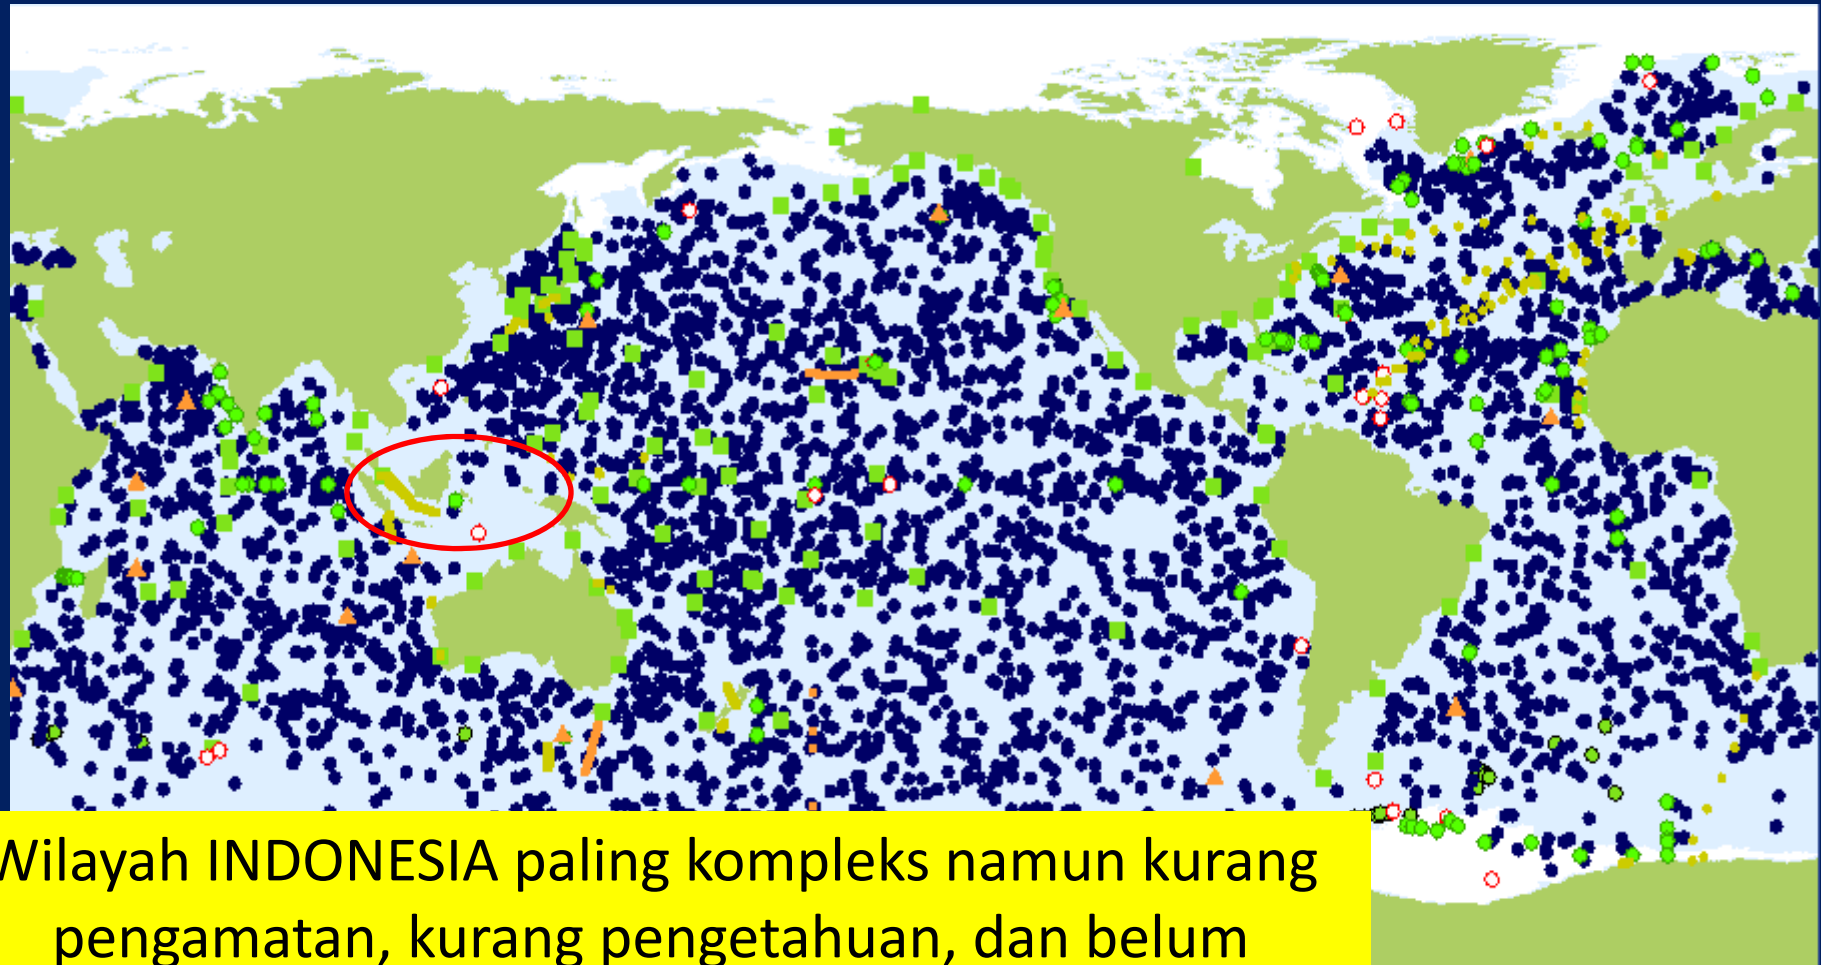 Wilayah INDONESIA paling kompleks namun kurang
pengamatan, kurang pengetahuan, dan belum